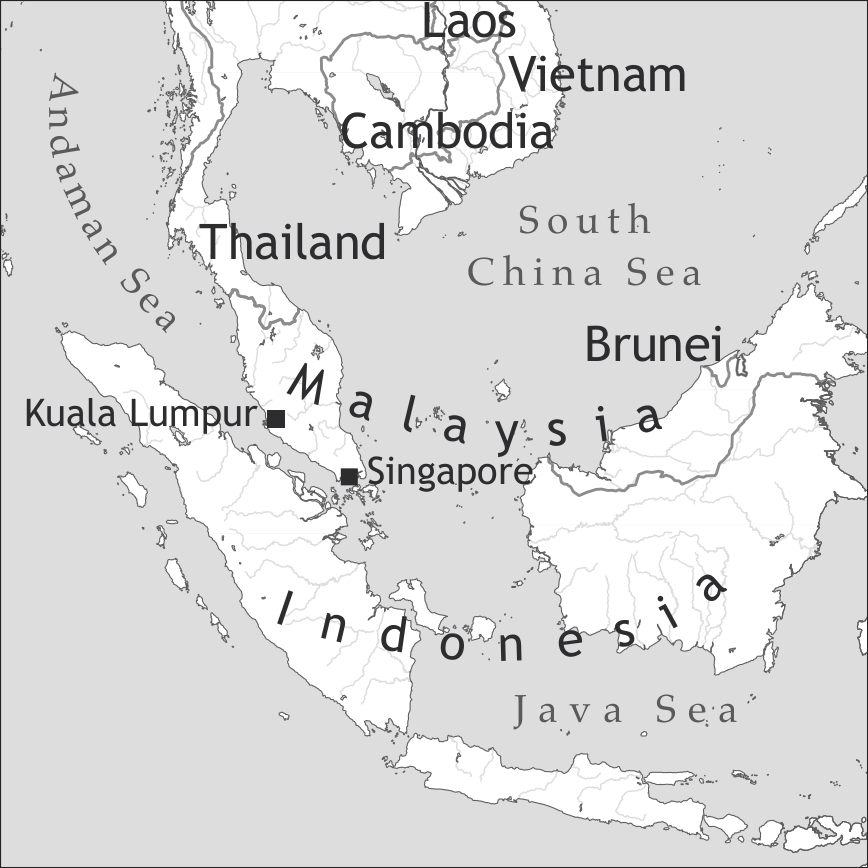 Laos
Vietnam
Cambodia
Andaman Sea
South
China Sea
Thailand
Brunei
Malaysia
Kuala Lumpur
Singapore
Indonesia
Java Sea